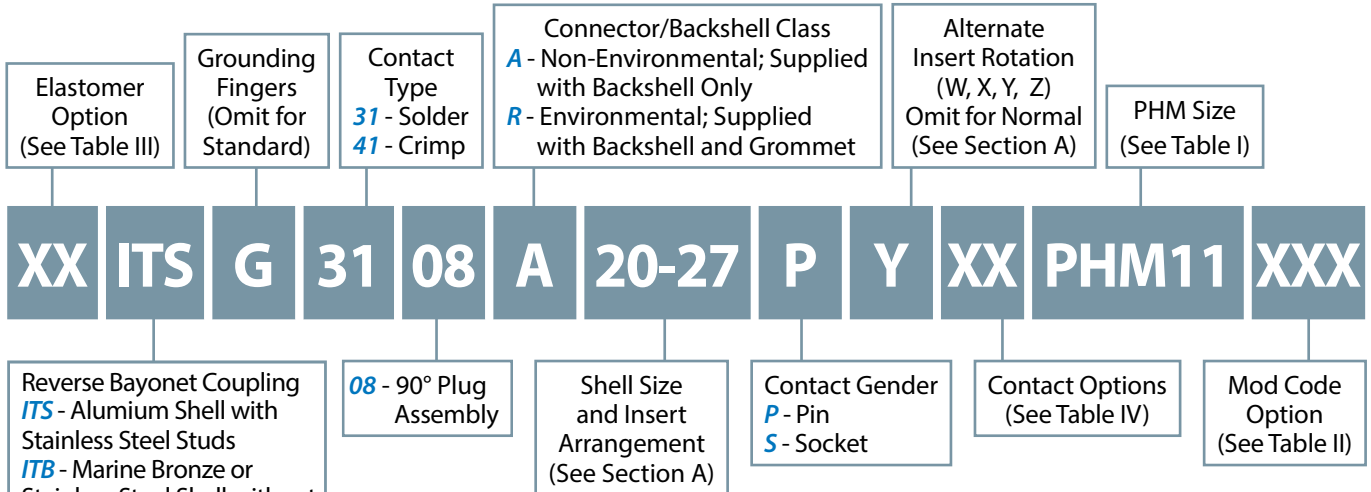 Elastomer
Option
(See Table III)
Grounding
Fingers
(Omit for
Standard)
Contact
Type
31 - Solder
41 - Crimp
Connector/Backshell Class
A - Non-Environmental; Supplied
with Backshell Only
R - Environmental; Supplied
with Backshell and Grommet
Alternate
Insert Rotation
(W, X, Y, Z)
Omit for Normal
(See Section A)
PHM Size
(See Table I)
XX ITS G 31 08 A 20-27 P Y XX PHM11 XXX
Reverse Bayonet Coupling
ITS - Alumium Shell with
Stainless Steel Studs
ITB - Marine Bronze or
Stainless Steel Shell without
08 - 90° Plug
Assembly
Shell Size
and Insert
Arrangement
(See Section A)
Contact Gender
P - Pin
S - Socket
Contact Options
(See Table IV)
Mod Code
Option
(See Table II)